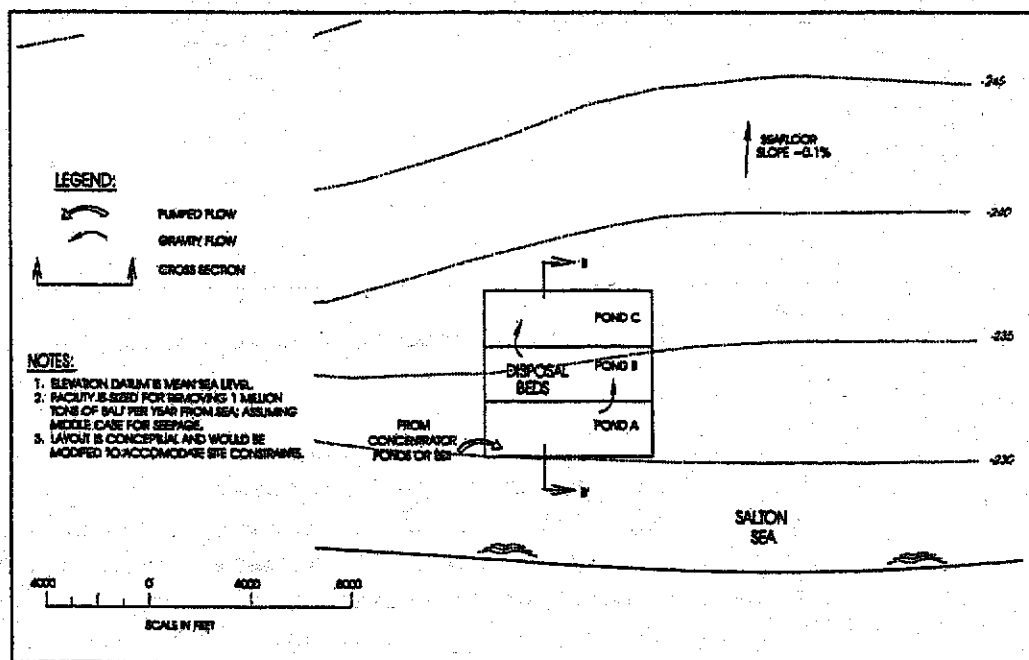 -245
SEAFLOOR
SLOPE ~0.1%
LEGEND:
PUMPED FLOW
GRAVITY FLOW
CROSS SECTION
-240
POND C
-235
NOTES:
1. ELEVATION DATUM IS MEAN SEA LEVEL.
2. FACILITY IS SIZED FOR REMOVING 1 MILLION
TONS OF SALT PER YEAR FROM SEA; ASSUMING
MIDDLE CASE FOR SEEPAGE.
3. LAYOUT IS CONCEPTUAL AND WOULD BE
MODIFIED TO ACCOMODATE SITE CONSTRAINTS.
DISPOSAL
BEDS
POND B
POND A
FROM
CONCENTRATOR
PONDS OR
-230
SALTON
SEA
4000
0
4000
8000
SCALE IN FEET